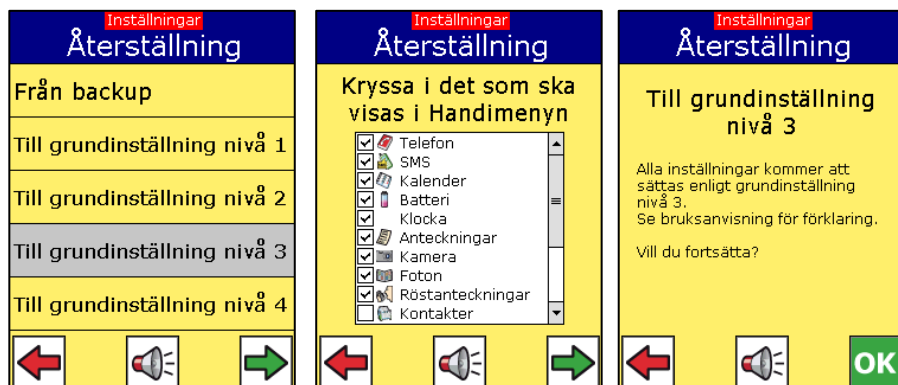 Inställningar
Återställning
Från backup
Till grundinställning nivå 1
Till grundinställning nivå 2
Till grundinställning nivå 3
Till grundinställning nivå 4
Inställningar
Återställning
Kryssa i det som ska
visas i Handimenyn
Telefon
SMS
Kalender
Batteri
Klocka
Anteckningar
Kamera
Foton
Röstanteckningar
Kontakter
Inställningar
Återställning
Till grundinställning
nivå 3
Alla inställningar kommer att
sättas enligt grundinställning
nivå 3.
Se bruksanvisning för förklaring.
Vill du fortsätta?
OK